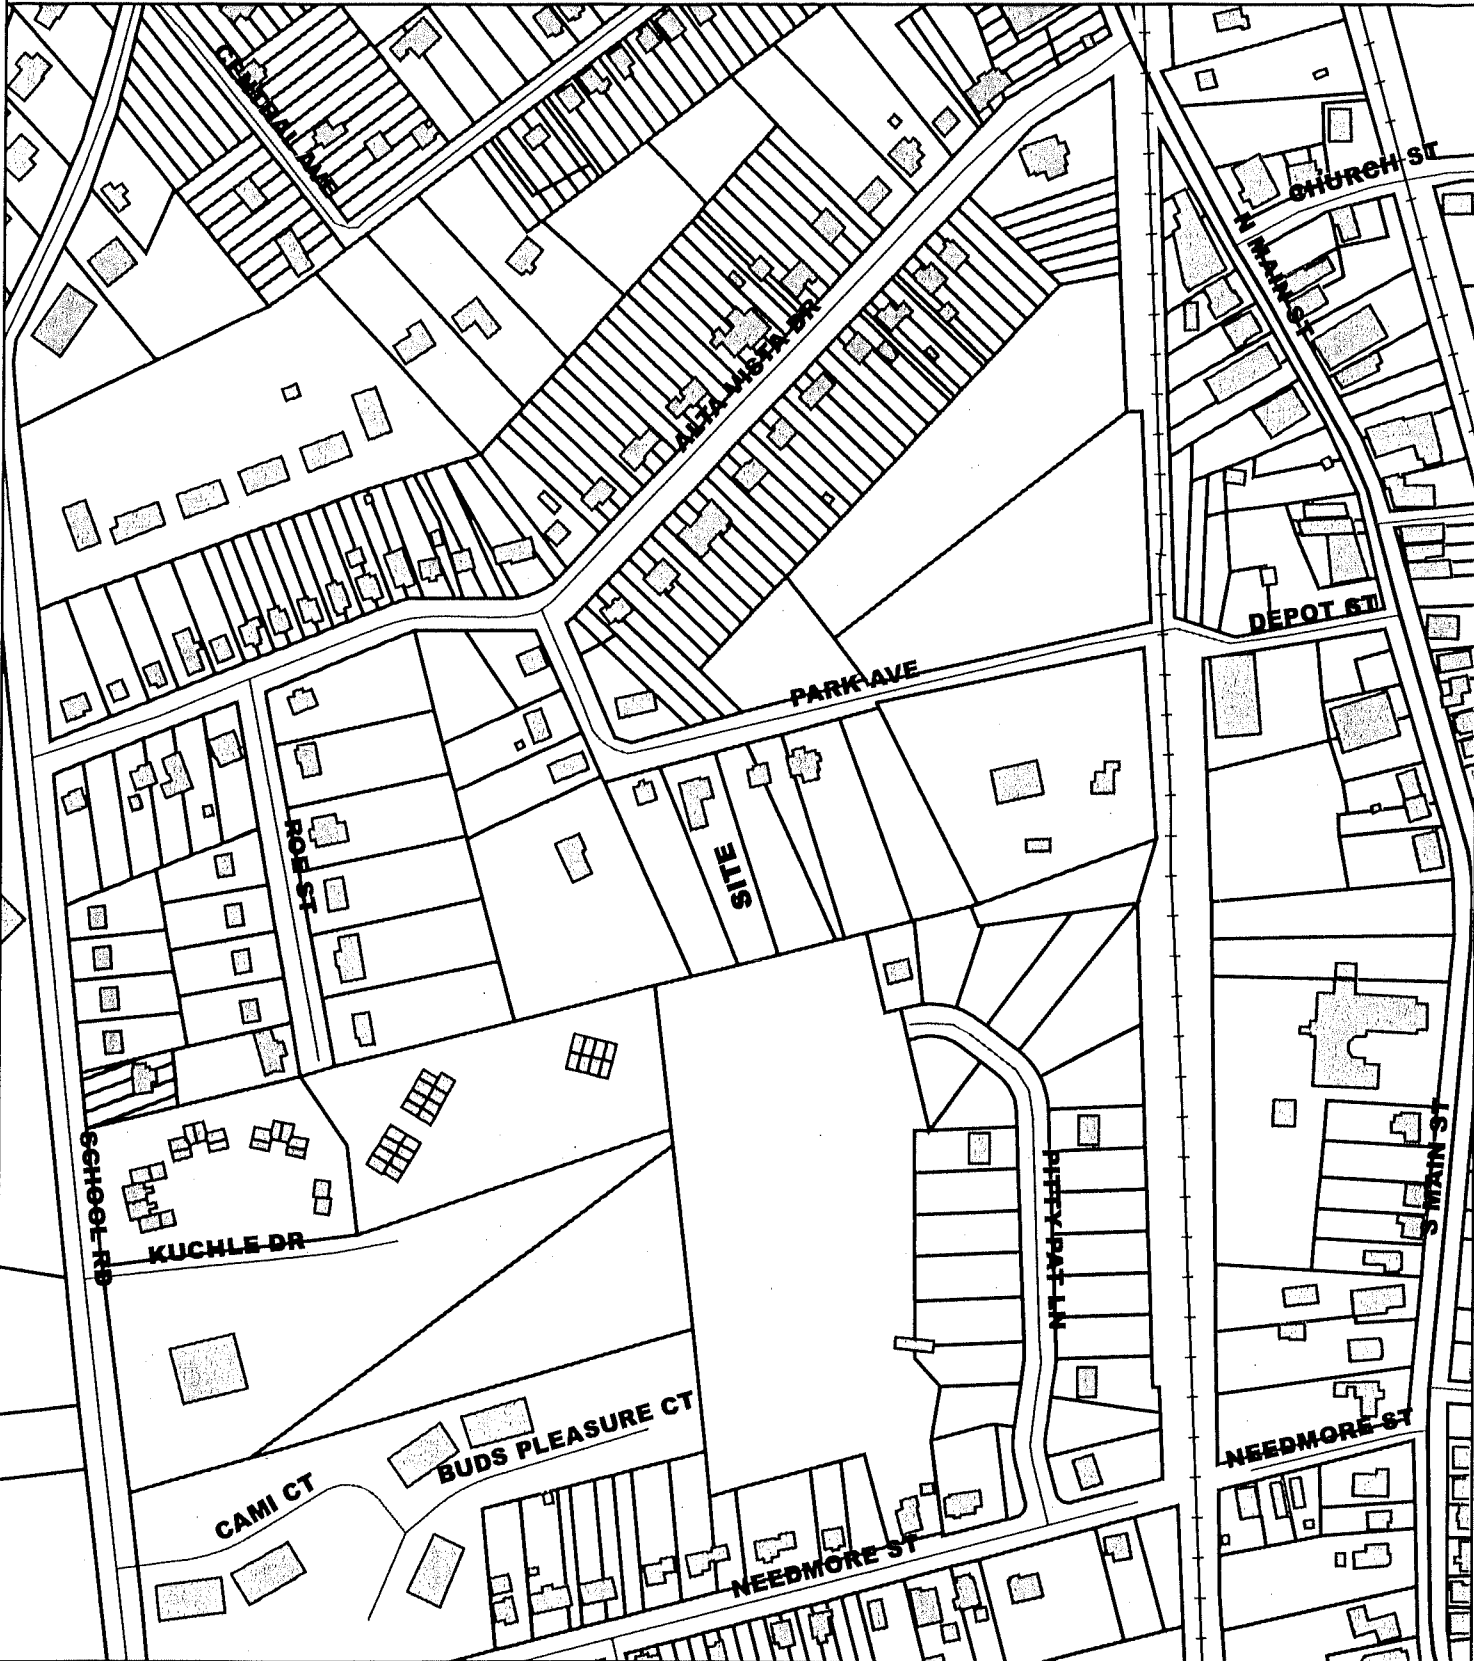 CENTRAL AVE
CHURCH ST
N MAIN ST
ALTA VISTA DR
DEPOT ST
PARK AVE
ROE ST
SITE
SCHOOL RD
KUCHLE DR
PITTYPAT LN
S MAIN ST
BUDS PLEASURE CT
CAMI CT
NEEDMORE ST
NEEDMORE ST